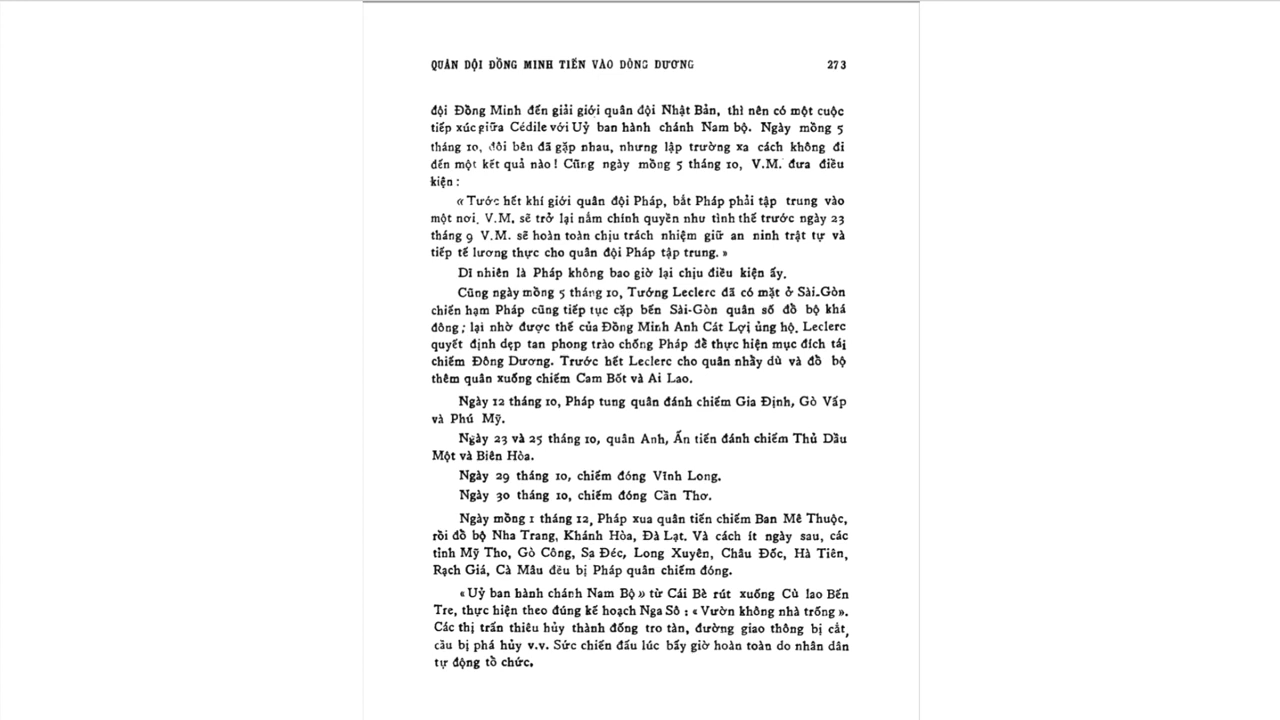 QUÂN DỘI ĐỒNG MINH TIẾN VÀO DÔNG DƯƠNG 273
đội Đồng Minh đến giải giới quân đội Nhật Bản, thì nên có một cuộc
tiếp xúc giữa Cédile với Uỷ ban hành chánh Nam bộ. Ngày mồng 5
tháng 10, đôi bên đã gặp nhau, nhưng lập trường xa cách không đi
đến một kết quả nào! Cũng ngày mồng 5 tháng 10, V.M. đưa điều
kiện :
« Tước hết khí giới quân đội Pháp, bắt Pháp phải tập trung vào
một nơi. V.M. sẽ trở lại nắm chính quyền như tình thế trước ngày 23
tháng 9 V.M. sẽ hoàn toàn chịu trách nhiệm giữ an ninh trật tự và
tiếp tế lương thực cho quân đội Pháp tập trung. »
Dĩ nhiên là Pháp không bao giờ lại chịu điều kiện ấy.
Cũng ngày mồng 5 tháng 10, Tướng Leclerc đã có mặt ở Sài-Gòn
chiến hạm Pháp cũng tiếp tục cặp bến Sài-Gòn quân số đổ bộ khá
đông ; lại nhờ được thế của Đồng Minh Anh Cát Lợi ủng hộ. Leclerc
quyết định dẹp tan phong trào chống Pháp để thực hiện mục đích tái
chiếm Đông Dương. Trước hết Leclerc cho quân nhảy dù và đổ bộ
thêm quân xuống chiếm Cam Bốt và Ai Lao.
Ngày 12 tháng 10, Pháp tung quân đánh chiếm Gia Định, Gò Vấp
và Phú Mỹ.
Ngày 23 và 25 tháng 10, quân Anh, Ấn tiến đánh chiếm Thủ Dầu
Một và Biên Hòa.
Ngày 29 tháng 10, chiếm đóng Vĩnh Long.
Ngày 30 tháng 10, chiếm đóng Cần Thơ.
Ngày mồng 1 tháng 12, Pháp xua quân tiến chiếm Ban Mê Thuộc,
rồi đổ bộ Nha Trang, Khánh Hòa, Đà Lạt. Và cách ít ngày sau, các
tỉnh Mỹ Tho, Gò Công, Sa Đéc, Long Xuyên, Châu Đốc, Hà Tiên,
Rạch Giá, Cà Mâu đều bị Pháp quân chiếm đóng.
« Uỷ ban hành chánh Nam Bộ » từ Cái Bè rút xuống Cù lao Bến
Tre, thực hiện theo đúng kế hoạch Nga Sô : « Vườn không nhà trống ».
Các thị trấn thiêu hủy thành đống tro tàn, đường giao thông bị cắt,
cầu bị phá hủy v.v. Sức chiến đấu lúc bấy giờ hoàn toàn do nhân dân
tự động tổ chức.